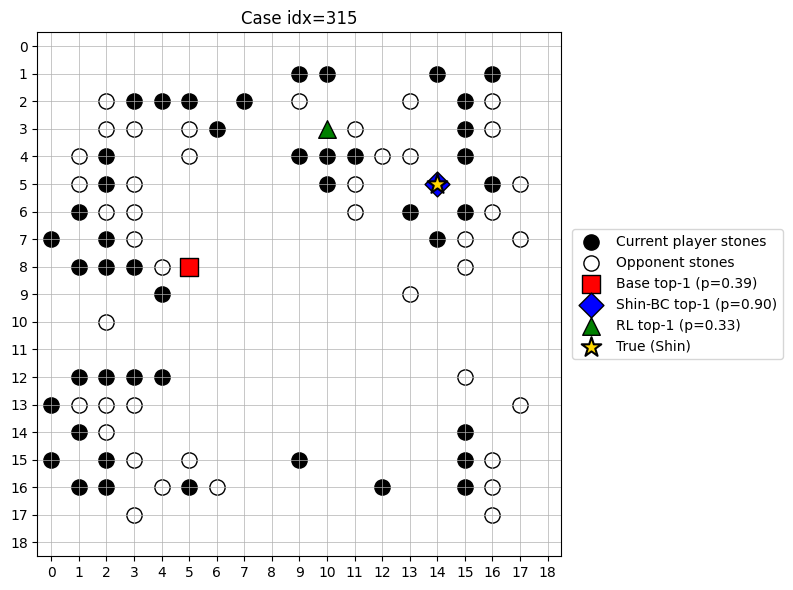 Case idx=315
0
1
2
3
4
5
6
7
8
9
10
11
12
13
14
15
16
17
18
0 1 2 3 4 5 6 7 8 9 10 11 12 13 14 15 16 17 18
Current player stones
Opponent stones
Base top-1 (p=0.39)
Shin-BC top-1 (p=0.90)
RL top-1 (p=0.33)
True (Shin)